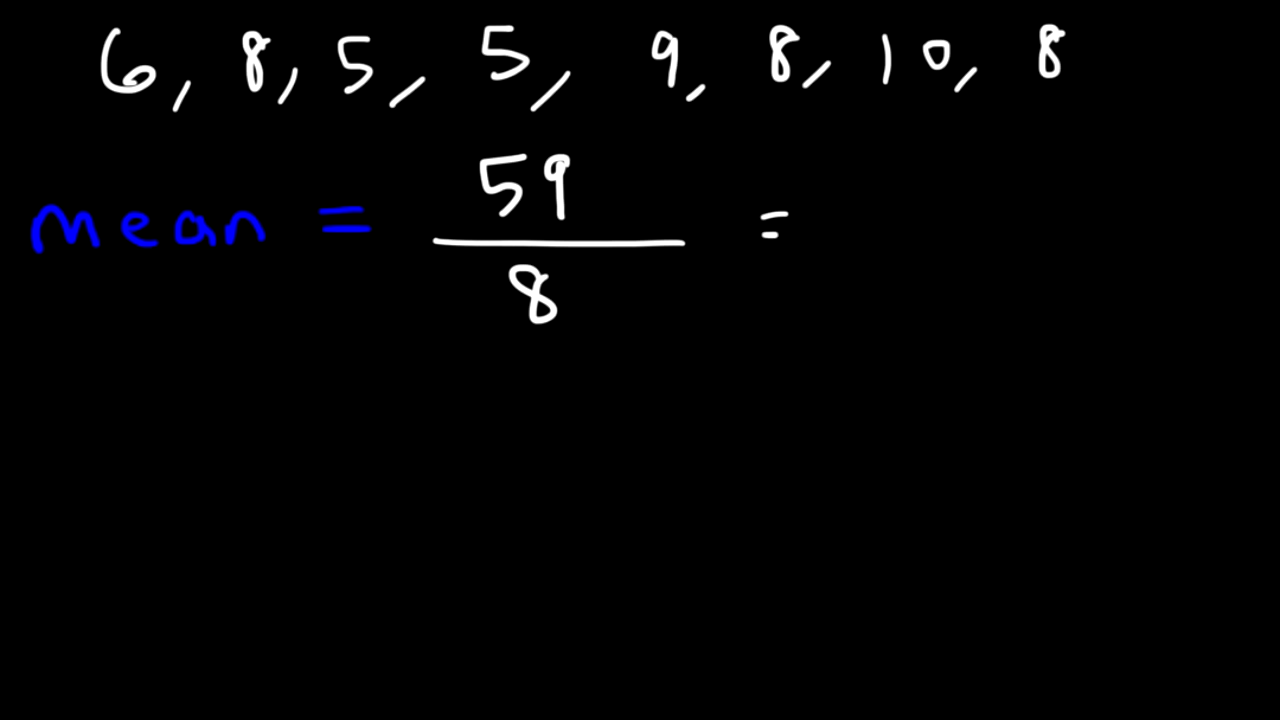 6, 8, 5, 5, 9, 8, 10, 8
mean = 59/8 =